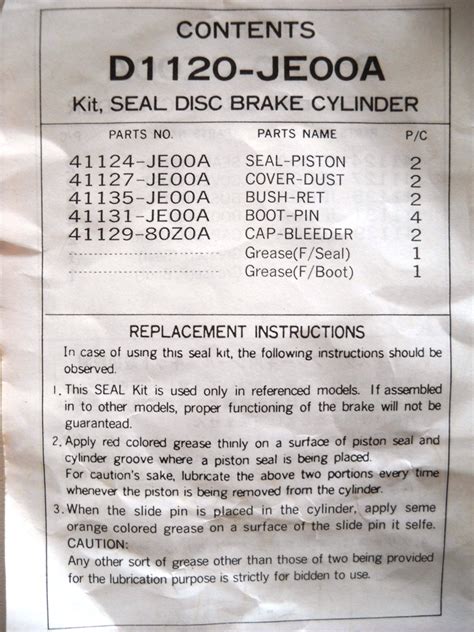 CONTENTS
D1120-JE00A
Kit, SEAL DISC BRAKE CYLINDER
PARTS NO. PARTS NAME P/C
41124-JE00A SEAL-PISTON 2
41127-JE00A COVER-DUST 2
41135-JE00A BUSH-RET 2
41131-JE00A BOOT-PIN 4
41129-80Z0A CAP-BLEEDER 2
Grease(F/Seal) 1
Grease(F/Boot) 1
REPLACEMENT INSTRUCTIONS
In case of using this seal kit, the following instructions should be
observed.
1. This SEAL Kit is used only in referenced models. If assembled
in to other models, proper functioning of the brake will not be
guarantead.
2. Apply red colored grease thinly on a surface of piston seal and
cylinder groove where a piston seal is being placed.
For caution's sake, lubricate the above two portions every time
whenever the piston is being removed from the cylinder.
3. When the slide pin is placed in the cylinder, apply seme
orange colored grease on a surface of the slide pin it selfe.
CAUTION:
Any other sort of grease other than those of two being provided
for the lubrication purpose is strictly for bidden to use.